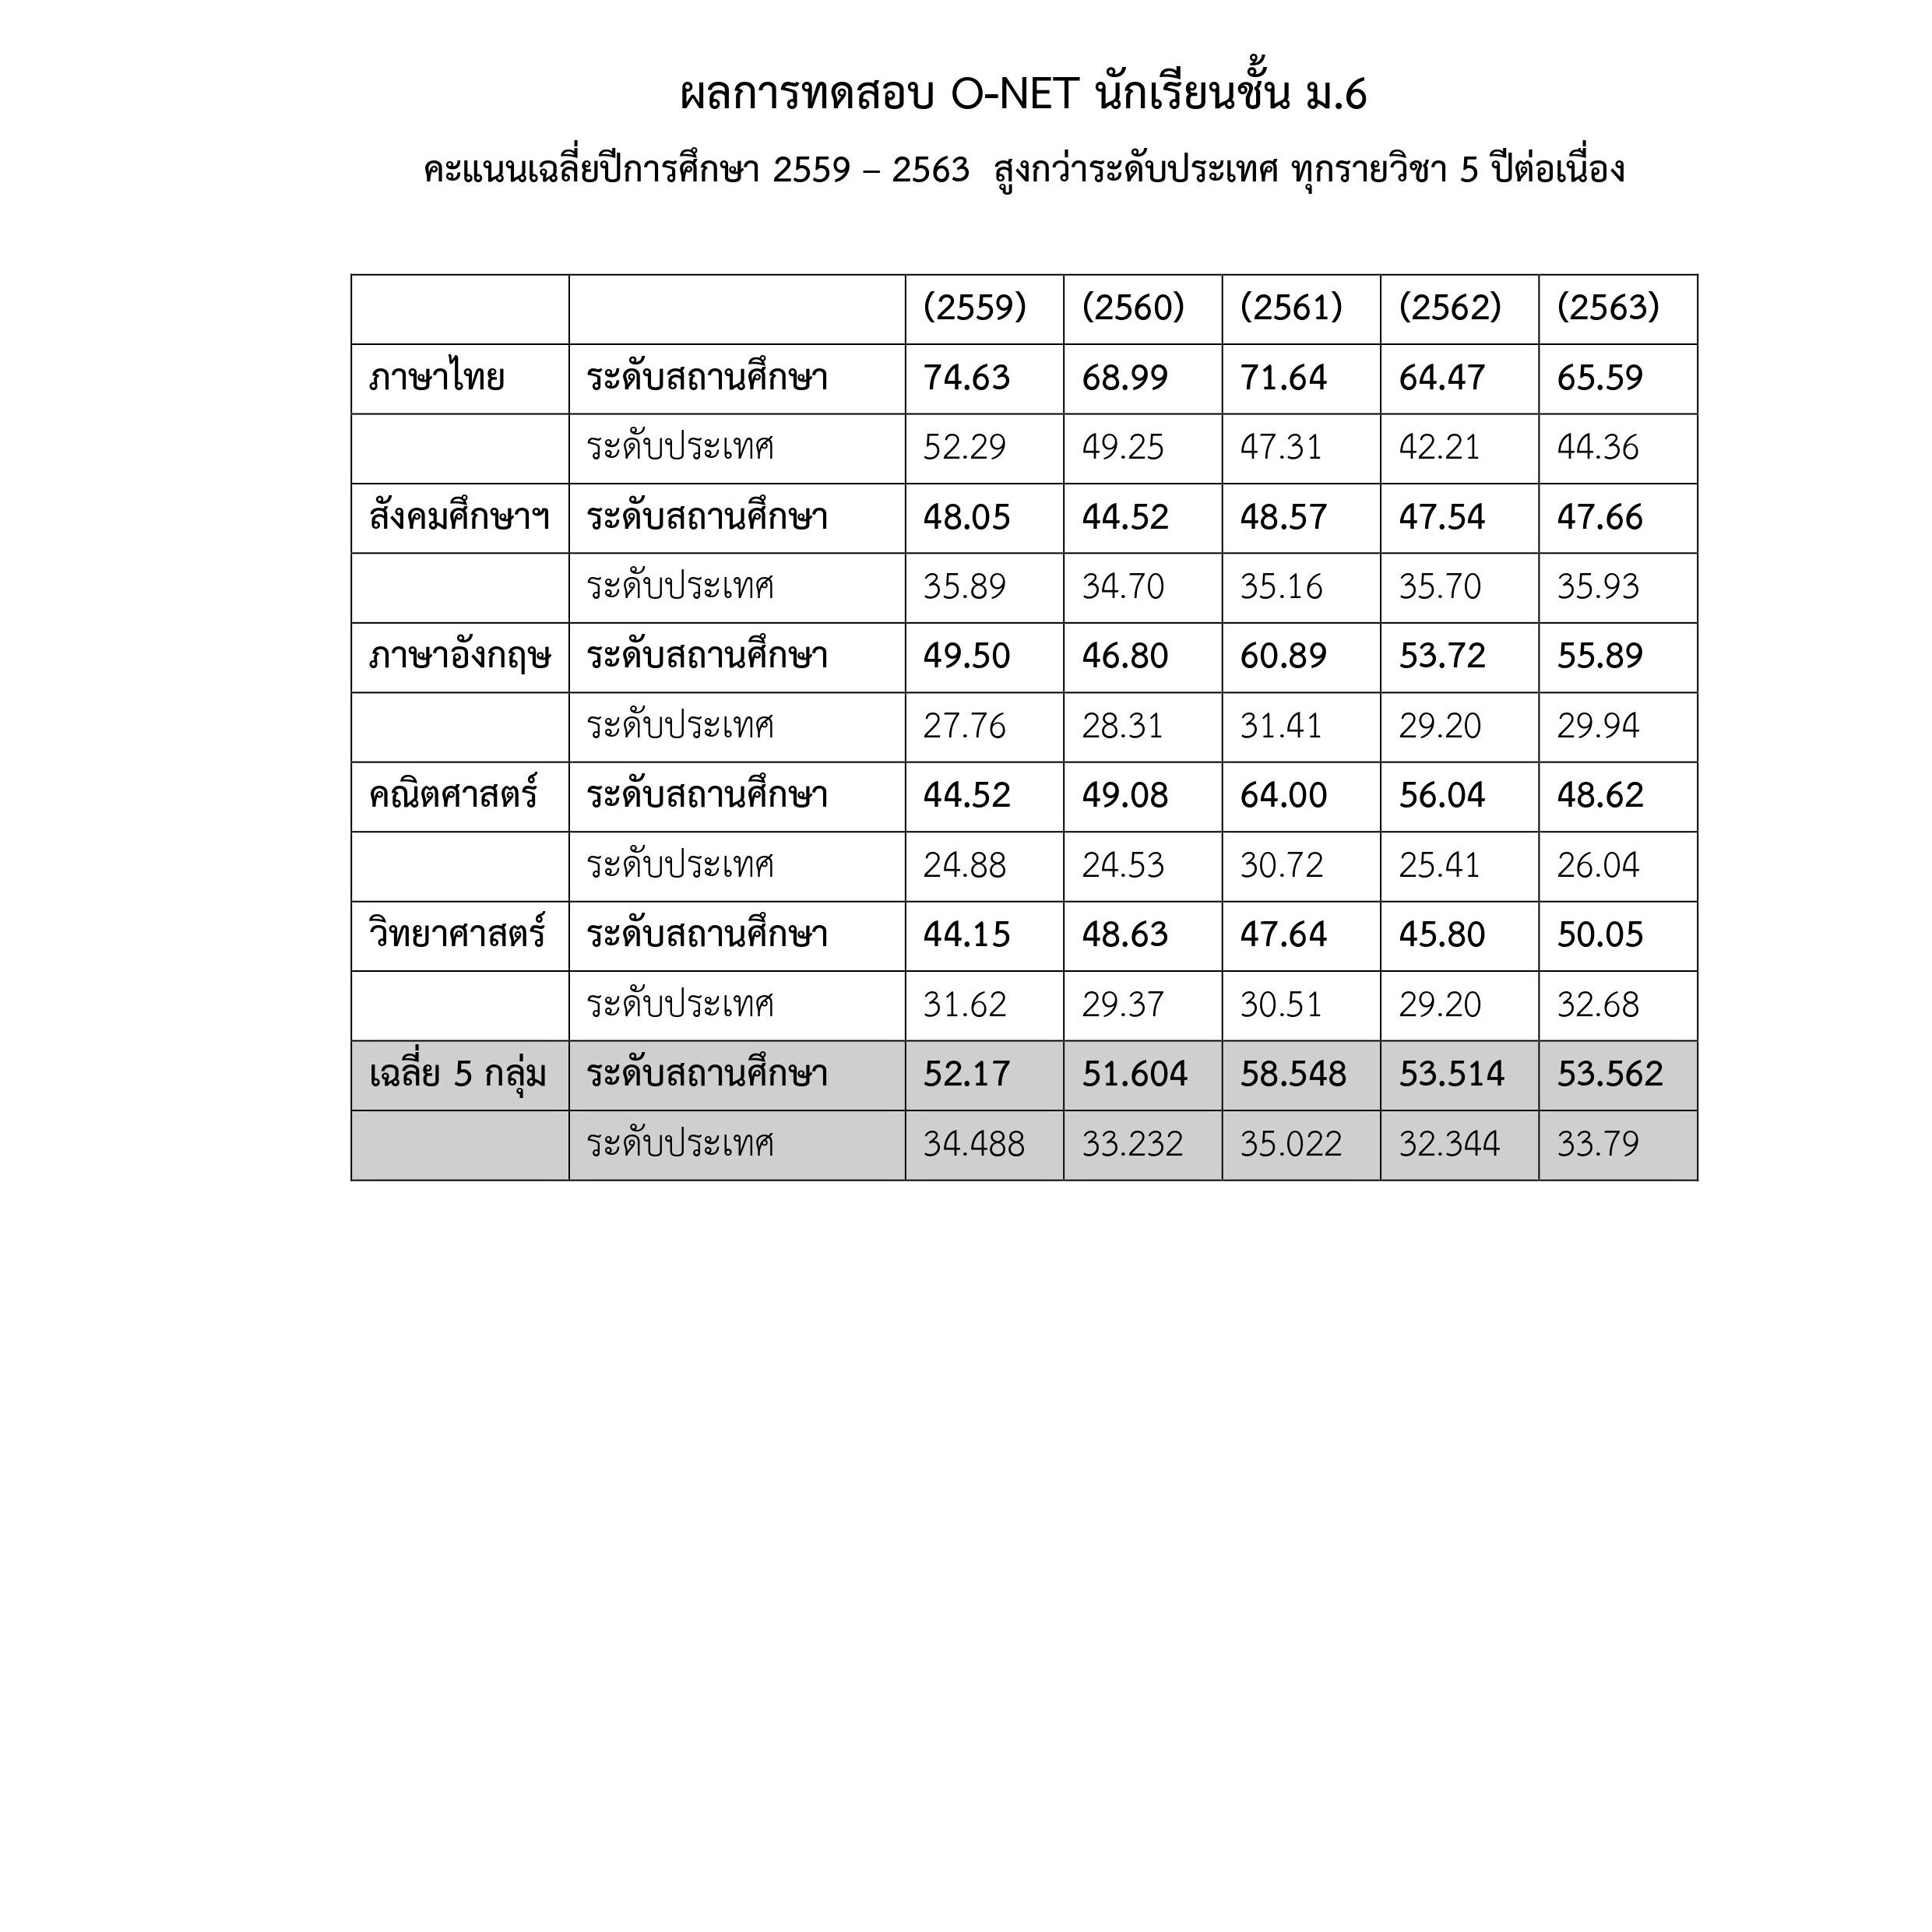 ผลการทดสอบ O-NET นักเรียนชั้น ม.6
คะแนนเฉลี่ยปีการศึกษา 2559 – 2563 สูงกว่าระดับประเทศ ทุกรายวิชา 5 ปีต่อเนื่อง
(2559) (2560) (2561) (2562) (2563)
ภาษาไทย ระดับสถานศึกษา 74.63 68.99 71.64 64.47 65.59
ระดับประเทศ 52.29 49.25 47.31 42.21 44.36
สังคมศึกษาฯ ระดับสถานศึกษา 48.05 44.52 48.57 47.54 47.66
ระดับประเทศ 35.89 34.70 35.16 35.70 35.93
ภาษาอังกฤษ ระดับสถานศึกษา 49.50 46.80 60.89 53.72 55.89
ระดับประเทศ 27.76 28.31 31.41 29.20 29.94
คณิตศาสตร์ ระดับสถานศึกษา 44.52 49.08 64.00 56.04 48.62
ระดับประเทศ 24.88 24.53 30.72 25.41 26.04
วิทยาศาสตร์ ระดับสถานศึกษา 44.15 48.63 47.64 45.80 50.05
ระดับประเทศ 31.62 29.37 30.51 29.20 32.68
เฉลี่ย 5 กลุ่ม ระดับสถานศึกษา 52.17 51.604 58.548 53.514 53.562
ระดับประเทศ 34.488 33.232 35.022 32.344 33.79